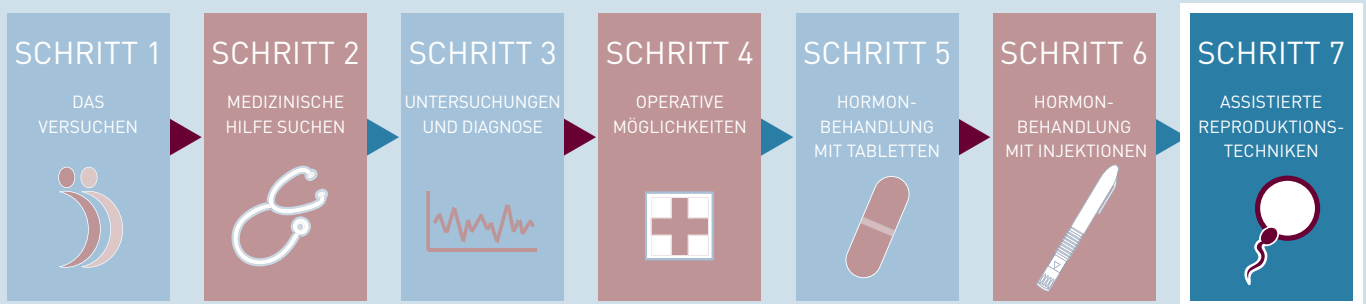 SCHRITT 1
DAS
VERSUCHEN
SCHRITT 2
MEDIZINISCHE
HILFE SUCHEN
SCHRITT 3
UNTERSUCHUNGEN
UND DIAGNOSE
SCHRITT 4
OPERATIVE
MÖGLICHKEITEN
SCHRITT 5
HORMON-
BEHANDLUNG
MIT TABLETTEN
SCHRITT 6
HORMON-
BEHANDLUNG
MIT INJEKTIONEN
SCHRITT 7
ASSISTIERTE
REPRODUKTIONS-
TECHNIKEN